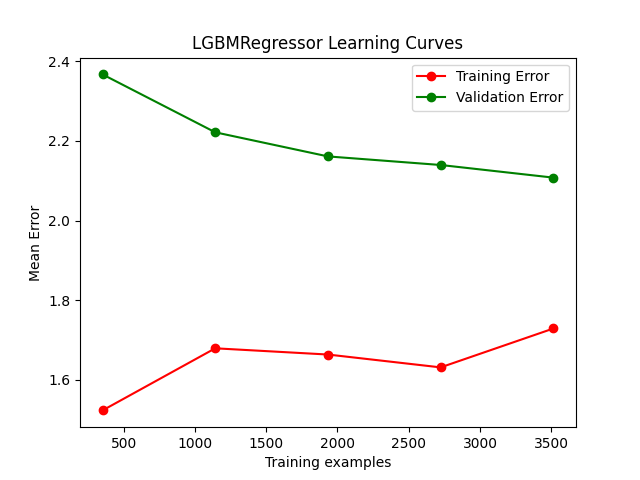 LGBMRegressor Learning Curves
Training Error
Validation Error
Mean Error
2.4
2.2
2.0
1.8
1.6
500
1000
1500
2000
2500
3000
3500
Training examples